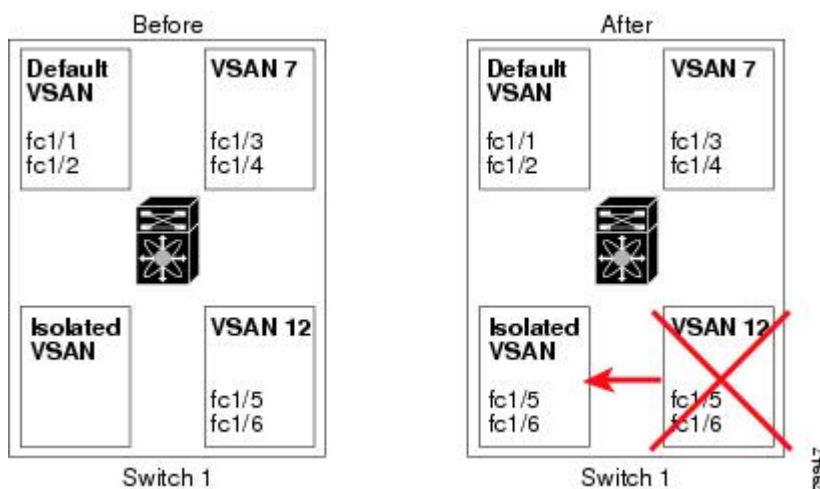 Before
Default
VSAN
fc1/1
fc1/2
VSAN 7
fc1/3
fc1/4
Isolated
VSAN
VSAN 12
fc1/5
fc1/6
Switch 1
After
Default
VSAN
fc1/1
fc1/2
VSAN 7
fc1/3
fc1/4
Isolated
VSAN
fc1/5
fc1/6
VSAN 12
fc1/5
fc1/6
Switch 1